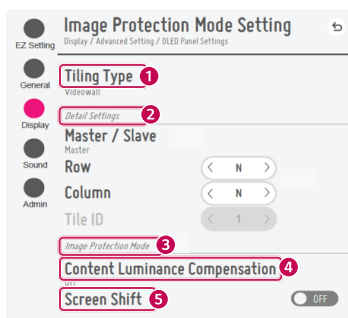 Image Protection Mode Setting
Display / Advanced Setting / OLED Panel Settings
EZ Setting
General
Display
Sound
Admin
Tiling Type 1
Videowall
Detail Settings 2
Master / Slave
Master
Row < N >
Column < N >
Tile ID < 1 >
Image Protection Mode 3
Content Luminance Compensation 4
Off
Screen Shift 5 OFF